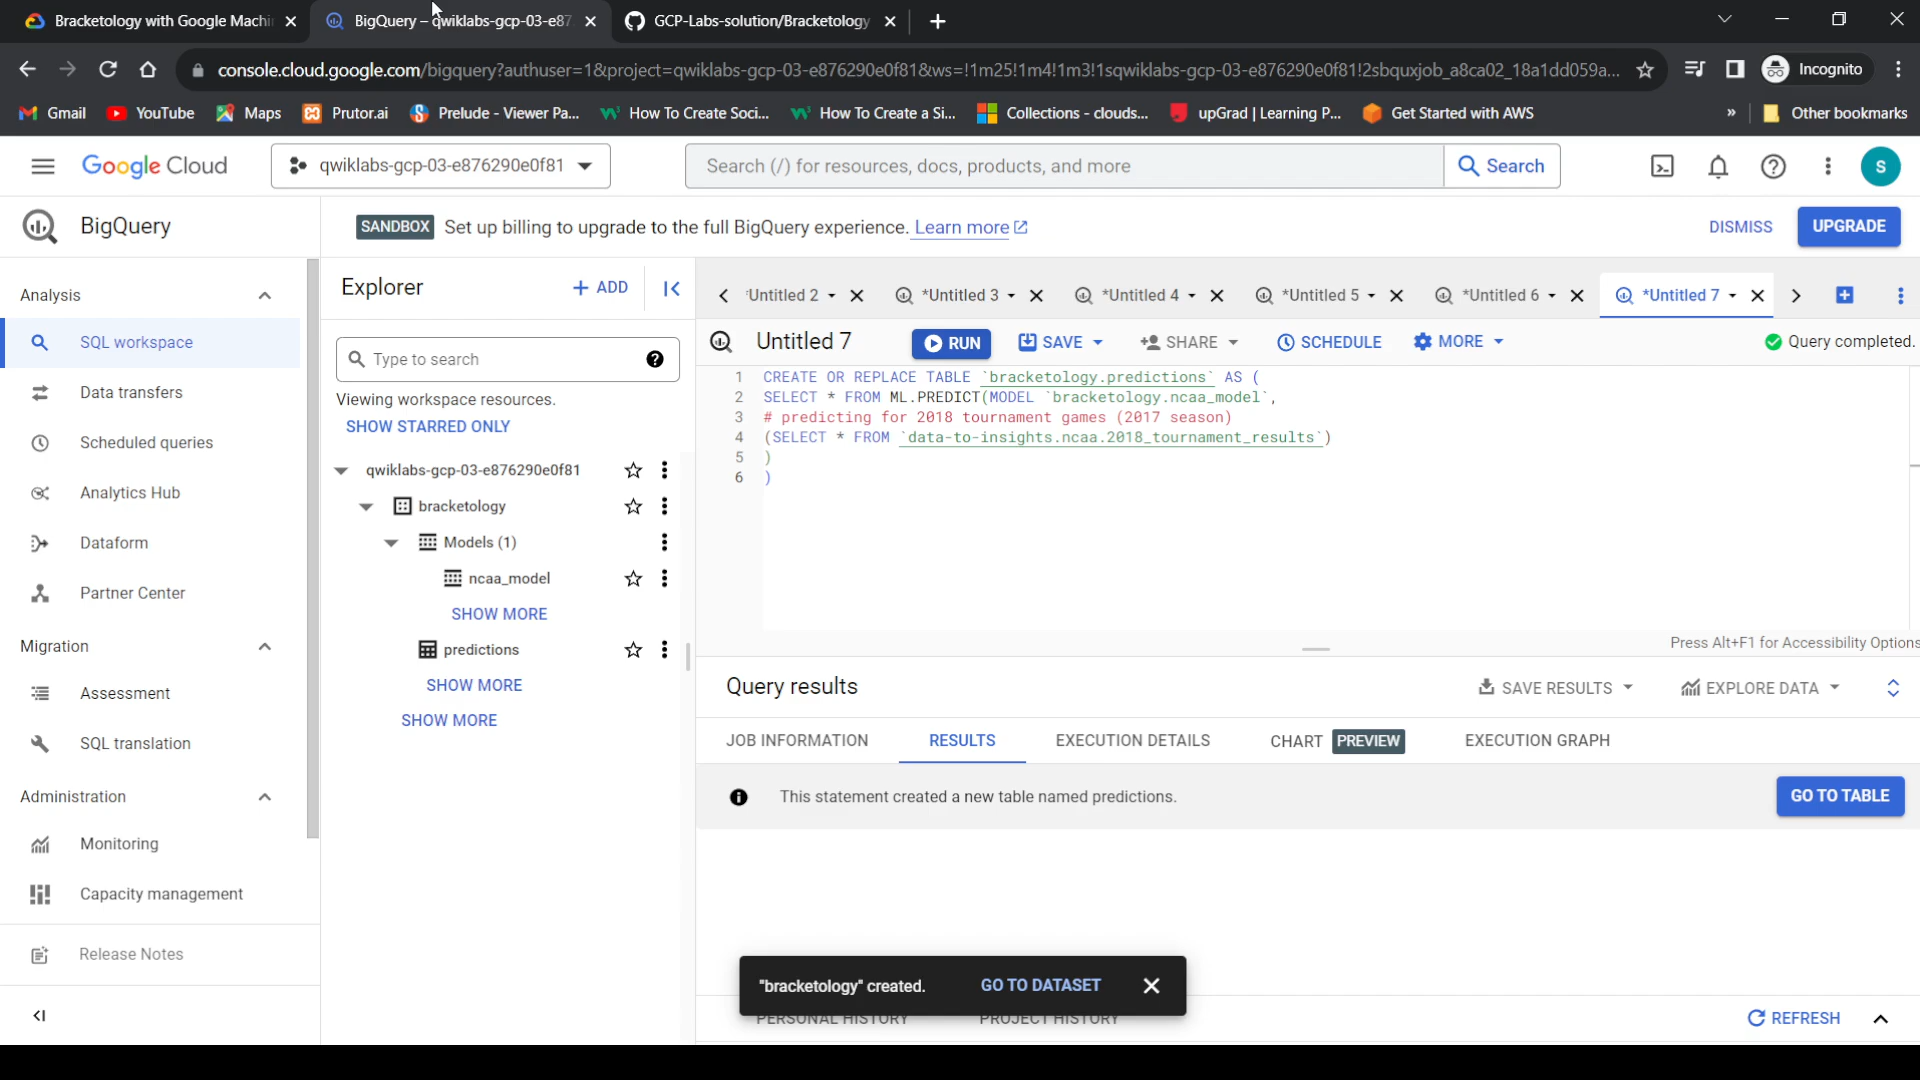 Bracketology with Google Machi
BigQuery – qwiklabs-gcp-03-e87
GCP-Labs-solution/Bracketology
console.cloud.google.com/bigquery?authuser=1&project=qwiklabs-gcp-03-e876290e0f81&ws=!1m25!1m4!1m3!1sqwiklabs-gcp-03-e876290e0f81!2sbquxjob_a8ca02_18a1dd059a...
Incognito
Gmail
YouTube
Maps
Prutor.ai
Prelude - Viewer Pa...
How To Create Soci...
How To Create a Si...
Collections - clouds...
upGrad | Learning P...
Get Started with AWS
»
Other bookmarks
Google Cloud
qwiklabs-gcp-03-e876290e0f81
Search (/) for resources, docs, products, and more
Search
S
BigQuery
SANDBOX Set up billing to upgrade to the full BigQuery experience. Learn more
DISMISS
UPGRADE
Analysis
SQL workspace
Data transfers
Scheduled queries
Analytics Hub
Dataform
Partner Center
Migration
Assessment
SQL translation
Administration
Monitoring
Capacity management
Release Notes
Explorer
+ ADD
Type to search
Viewing workspace resources.
SHOW STARRED ONLY
qwiklabs-gcp-03-e876290e0f81
bracketology
Models (1)
ncaa_model
SHOW MORE
predictions
SHOW MORE
SHOW MORE
Untitled 2
*Untitled 3
*Untitled 4
*Untitled 5
*Untitled 6
*Untitled 7
Untitled 7
RUN
SAVE
SHARE
SCHEDULE
MORE
Query completed.
1 CREATE OR REPLACE TABLE `bracketology.predictions` AS (
2 SELECT * FROM ML.PREDICT(MODEL `bracketology.ncaa_model`,
3 # predicting for 2018 tournament games (2017 season)
4 (SELECT * FROM `data-to-insights.ncaa.2018_tournament_results`)
5 )
6 )
Press Alt+F1 for Accessibility Options
Query results
SAVE RESULTS
EXPLORE DATA
JOB INFORMATION
RESULTS
EXECUTION DETAILS
CHART PREVIEW
EXECUTION GRAPH
This statement created a new table named predictions.
GO TO TABLE
"bracketology" created.
GO TO DATASET
PERSONAL HISTORY
PROJECT HISTORY
REFRESH